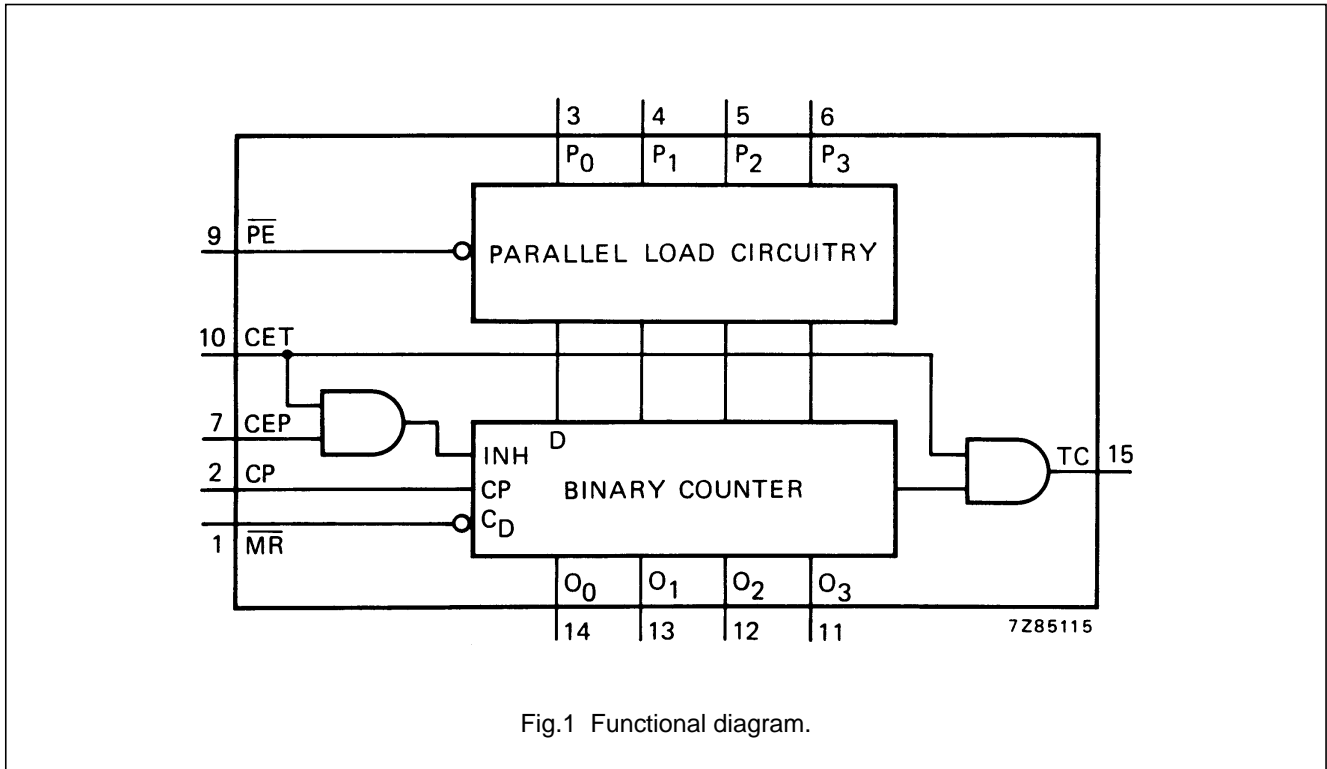 3 4 5 6
P0 P1 P2 P3
9 PE
PARALLEL LOAD CIRCUITRY
10 CET
7 CEP
D
INH
TC 15
2 CP
CP BINARY COUNTER
CD
1 MR
O0 O1 O2 O3
14 13 12 11
7Z85115
Fig.1 Functional diagram.